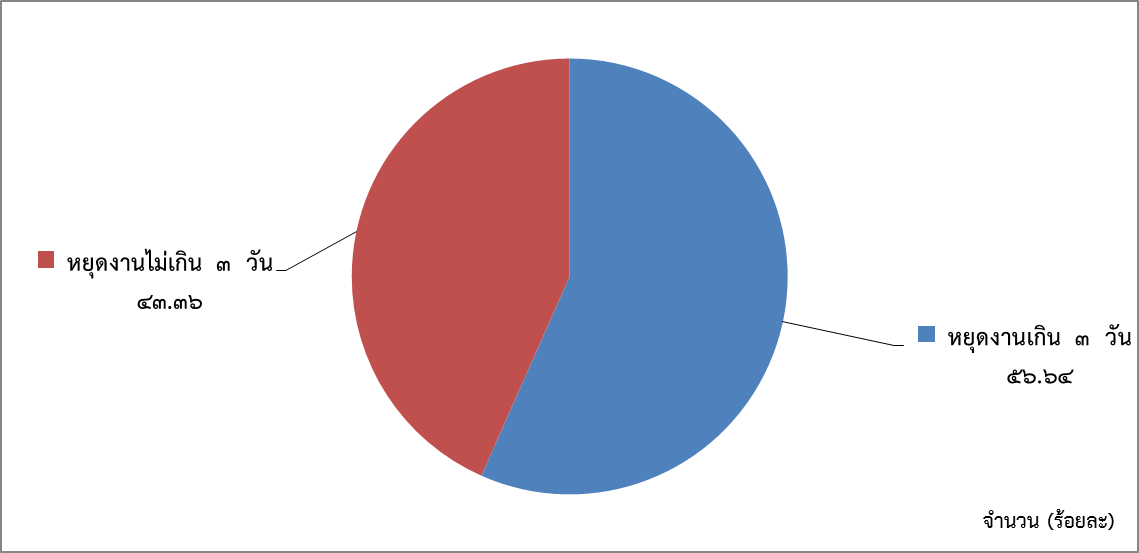 หยุดงานไม่เกิน ๓ วัน
๔๓.๓๖
หยุดงานเกิน ๓ วัน
๕๖.๖๔
จำนวน (ร้อยละ)